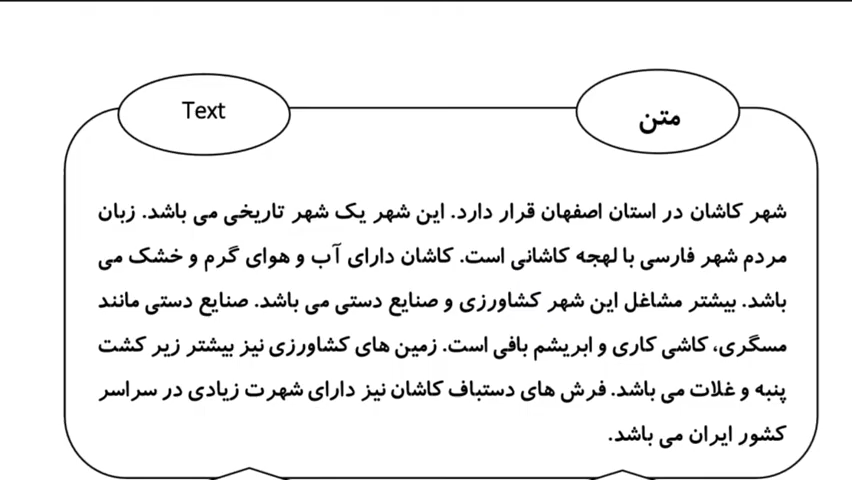 Text
متن
شهر کاشان در استان اصفهان قرار دارد. این شهر یک شهر تاریخی می باشد. زبان
مردم شهر فارسی با لهجه کاشانی است. کاشان دارای آب و هوای گرم و خشک می
باشد. بیشتر مشاغل این شهر کشاورزی و صنایع دستی می باشد. صنایع دستی مانند
مسگری، کاشی کاری و ابریشم بافی است. زمین های کشاورزی نیز بیشتر زیر کشت
پنبه و غلات می باشد. فرش های دستباف کاشان نیز دارای شهرت زیادی در سراسر
کشور ایران می باشد.